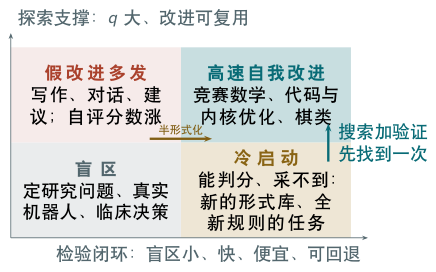 探索支撑：q 大、改进可复用
假改进多发
写作、对话、建
议；自评分数涨
高速自我改进
竞赛数学、代码与
内核优化、棋类
半形式化
搜索加验证
先找到一次
盲区
定研究问题、真实
机器人、临床决策
冷启动
能判分、采不到：
新的形式库、全
新规则的任务
检验闭环：盲区小、快、便宜、可回退